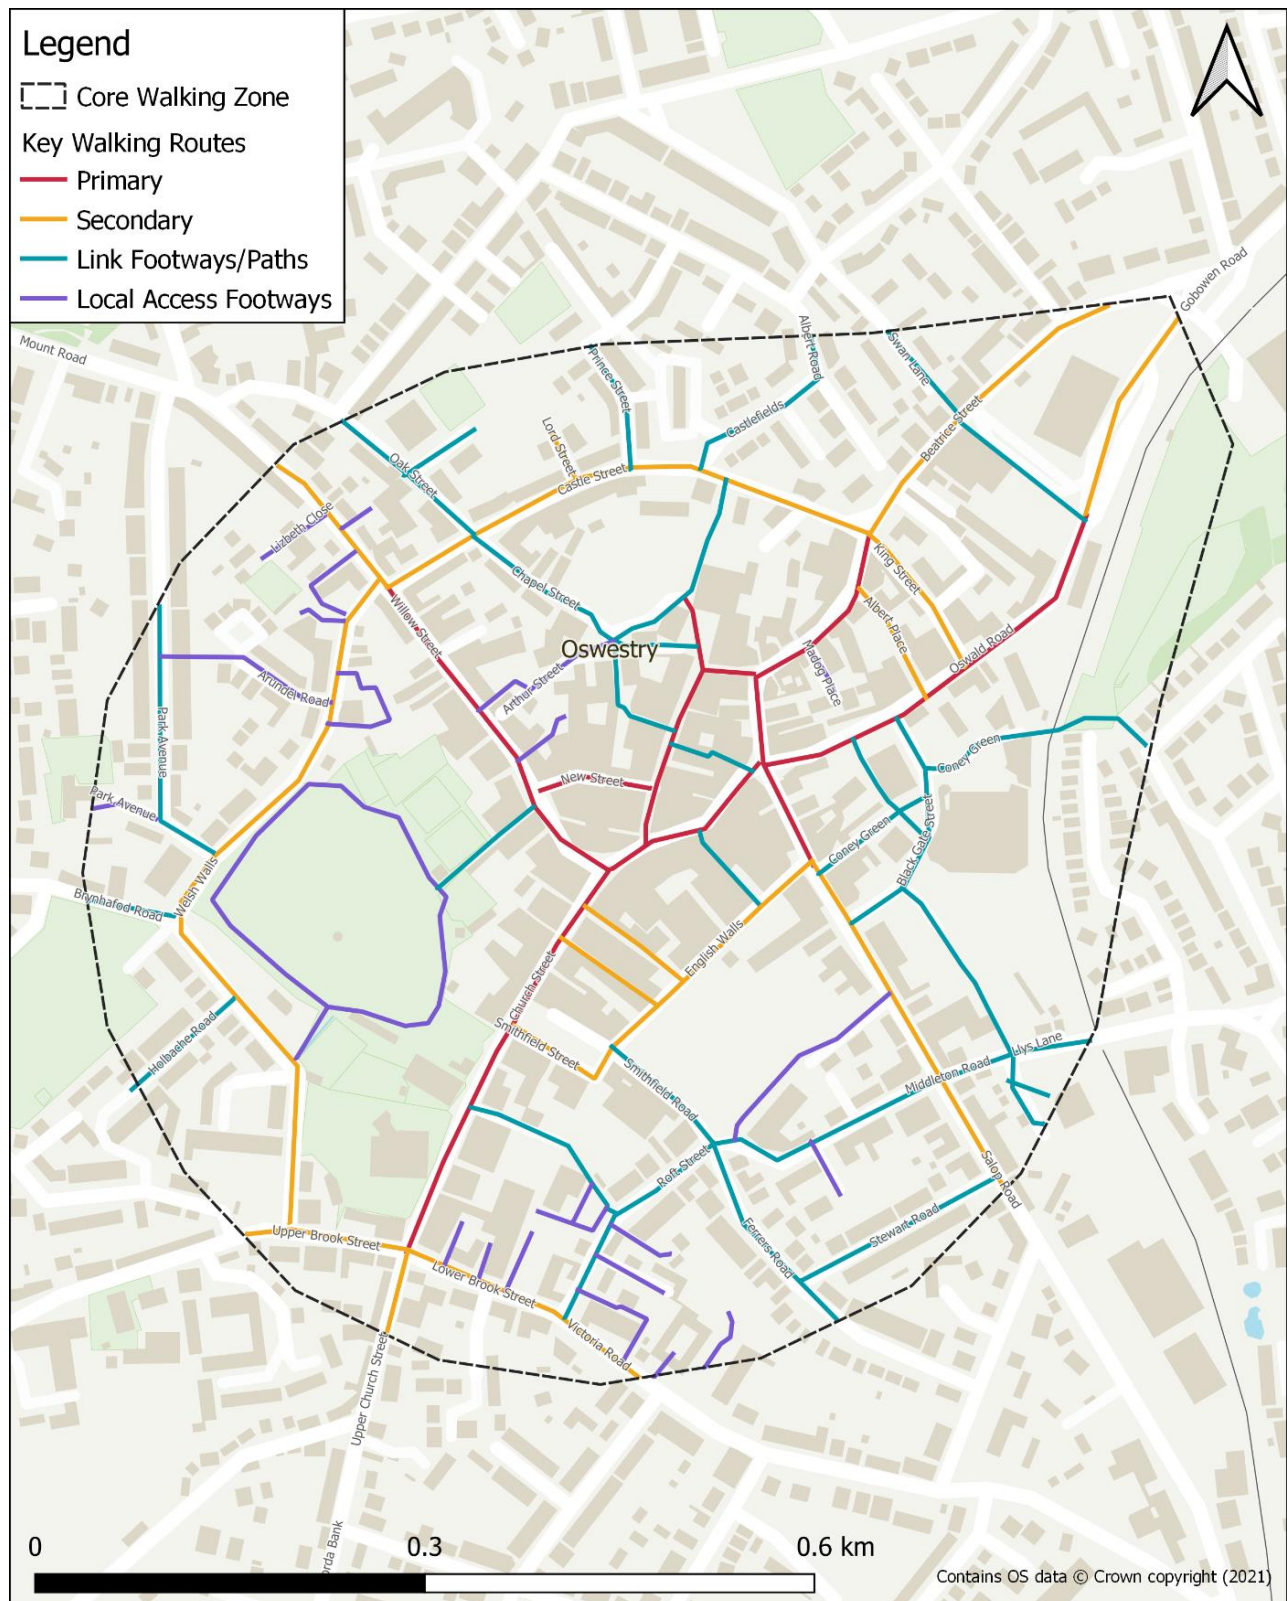 Legend
Core Walking Zone
Key Walking Routes
Primary
Secondary
Link Footways/Paths
Local Access Footways
Gobowen Road
Mount Road
Albert Road
Swan Lane
Prince Street
Castlefields
Beatrice Street
Lord Street
Oak Street
Castle Street
Lizbeth Close
King Street
Chapel Street
Willow Street
Albert Place
Oswestry
Oswald Road
Madog Place
Arthur Street
Arundel Road
Park Avenue
Coney Green
New Street
Park Avenue
Coney Green
Black Gate Street
Welsh Walls
Brynhafod Road
English Walls
Church Street
Holbache Road
Smithfield Street
Llys Lane
Smithfield Road
Middleton Road
Roft Street
Salop Road
Stewart Road
Ferrers Road
Upper Brook Street
Lower Brook Street
Victoria Road
Upper Church Street
orda Bank
0 0.3 0.6 km
Contains OS data © Crown copyright (2021)